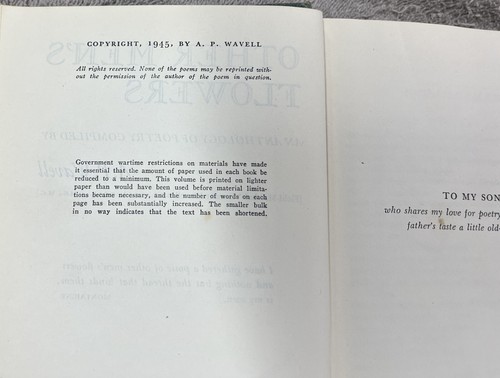 COPYRIGHT, 1945, BY A. P. WAVELL
All rights reserved. None of the poems may be reprinted with-
out the permission of the author of the poem in question.
Government wartime restrictions on materials have made
it essential that the amount of paper used in each book be
reduced to a minimum. This volume is printed on lighter
paper than would have been used before material limita-
tions became necessary, and the number of words on each
page has been substantially increased. The smaller bulk
in no way indicates that the text has been shortened.
TO MY SON
who shares my love for poetry
father's taste a little old-